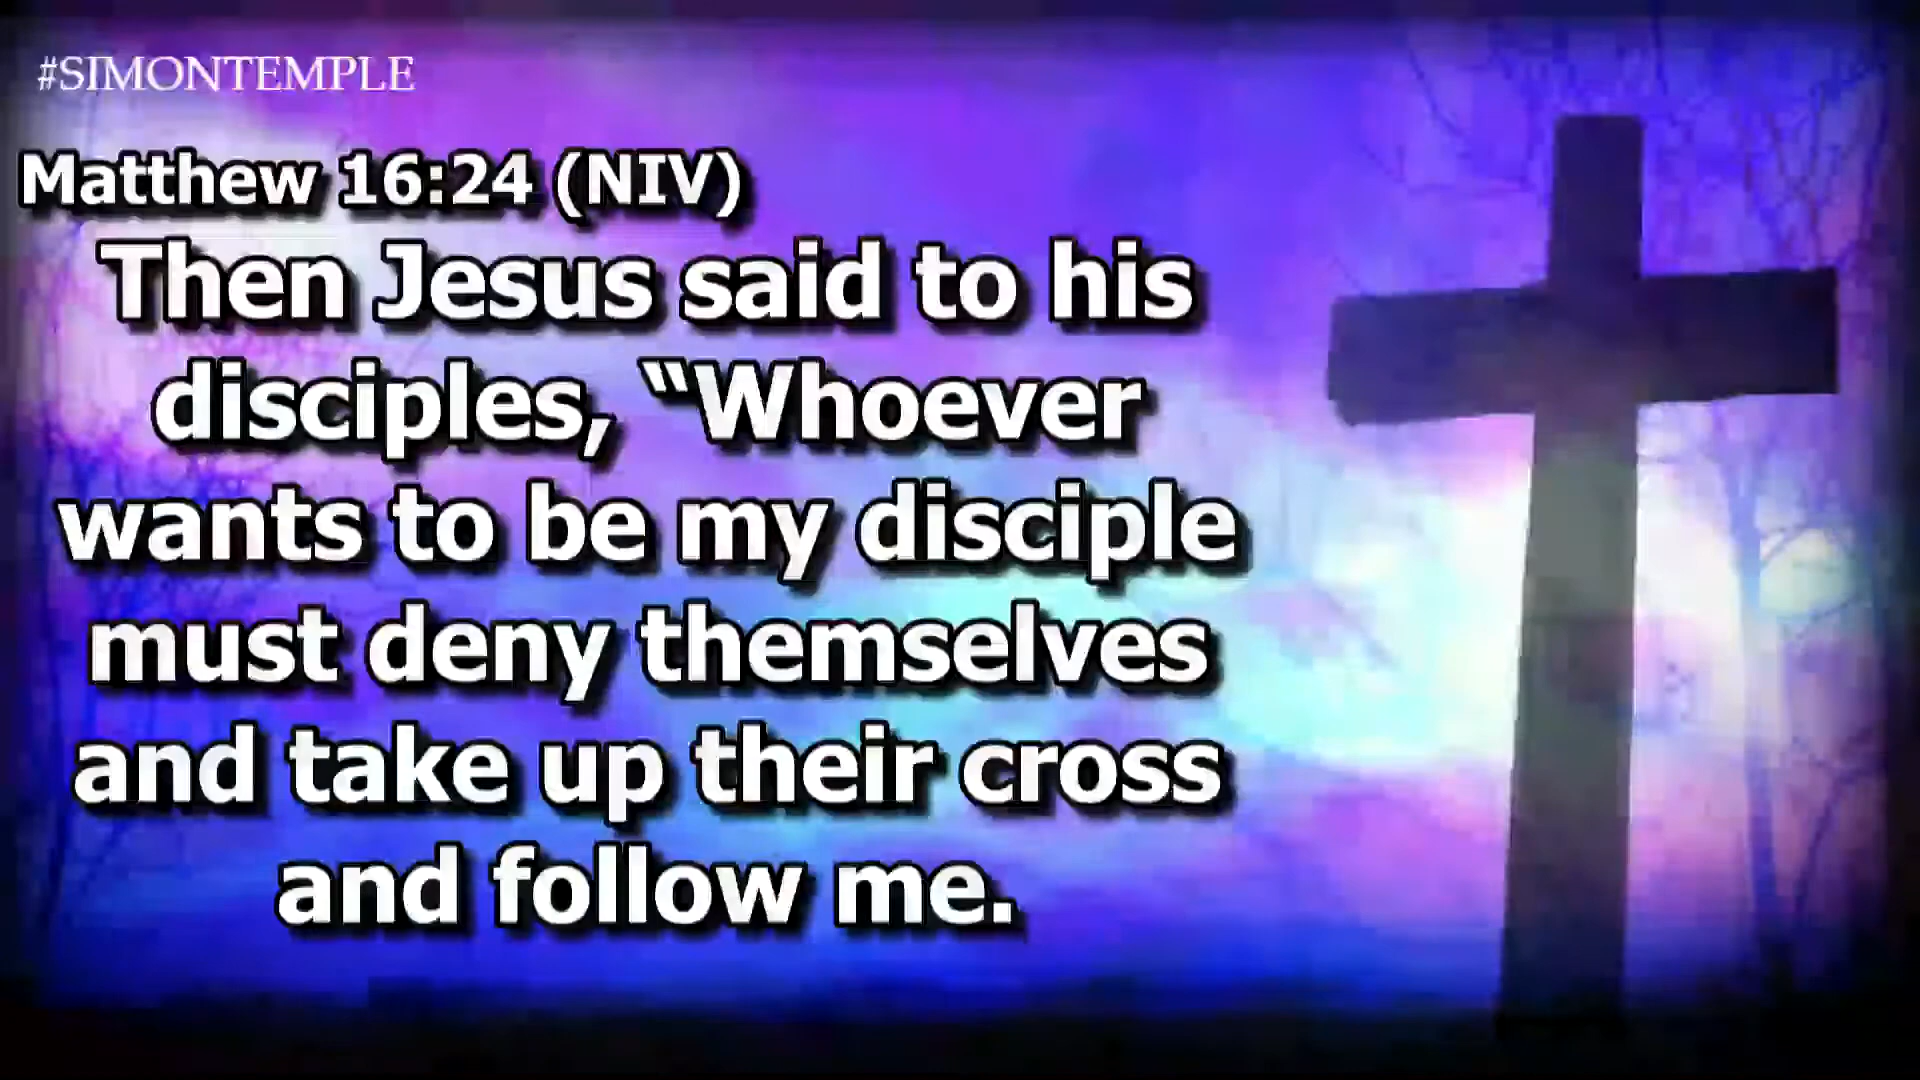 #SIMONTEMPLE
Matthew 16:24 (NIV)
Then Jesus said to his
disciples, “Whoever
wants to be my disciple
must deny themselves
and take up their cross
and follow me.